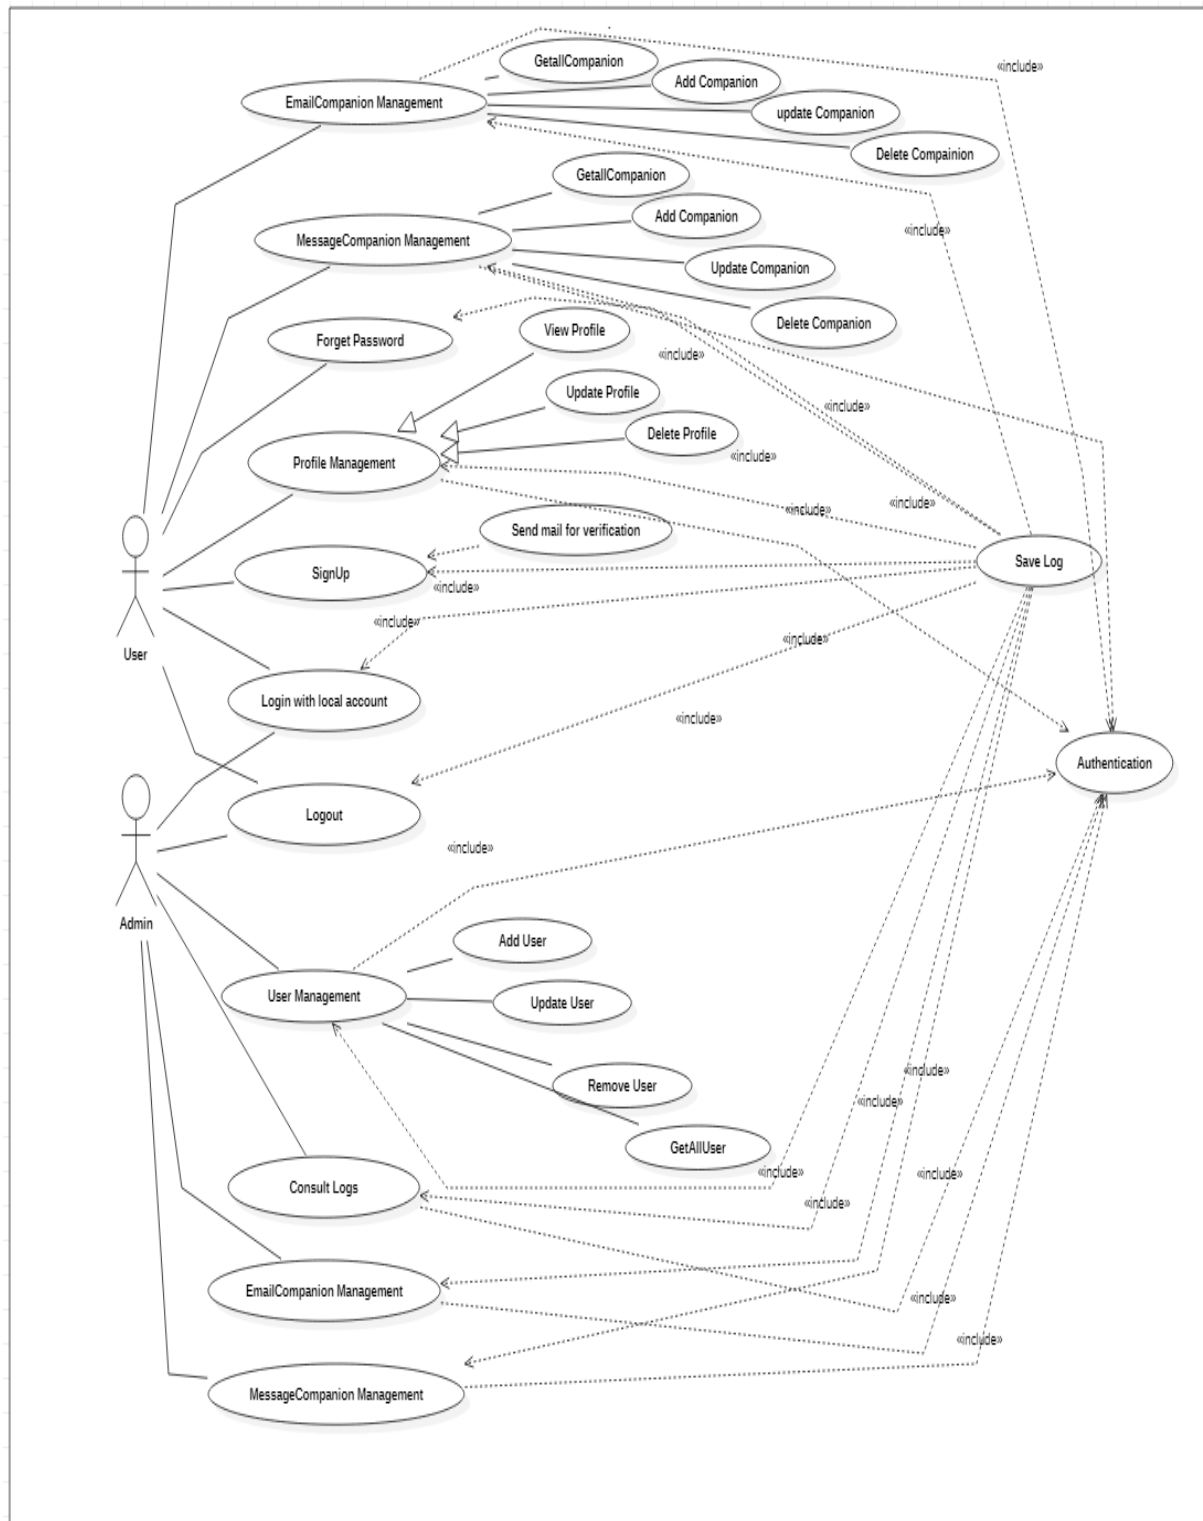 GetallCompanion
«include»
Add Companion
EmailCompanion Management
update Companion
Delete Compainion
GetallCompanion
Add Companion
«include»
MessageCompanion Management
Update Companion
Delete Companion
View Profile
Forget Password
«include»
Update Profile
«include»
Delete Profile
«include»
Profile Management
«include»
«include»
Send mail for verification
Save Log
SignUp
«include»
«include»
«include»
User
Login with local account
«include»
Authentication
Logout
«include»
Admin
Add User
User Management
Update User
«include»
Remove User
«include»
GetAllUser
«include»
«include»
Consult Logs
«include»
EmailCompanion Management
«include»
«include»
MessageCompanion Management